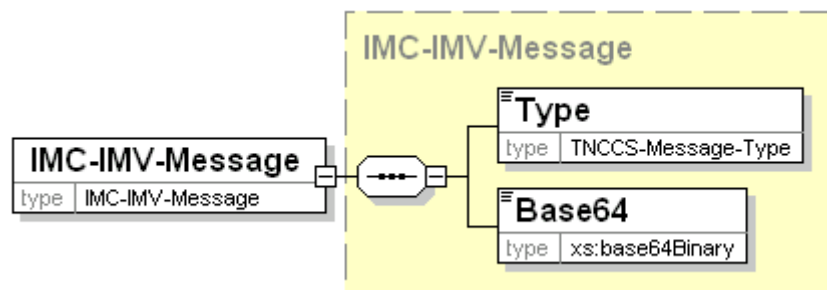 IMC-IMV-Message
IMC-IMV-Message
type IMC-IMV-Message
Type
type TNCCS-Message-Type
Base64
type xs:base64Binary